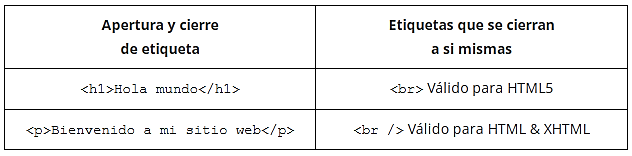 Apertura y cierre
de etiqueta
Etiquetas que se cierran
a si mismas
<h1>Hola mundo</h1>
<br> Válido para HTML5
<p>Bienvenido a mi sitio web</p>
<br /> Válido para HTML & XHTML